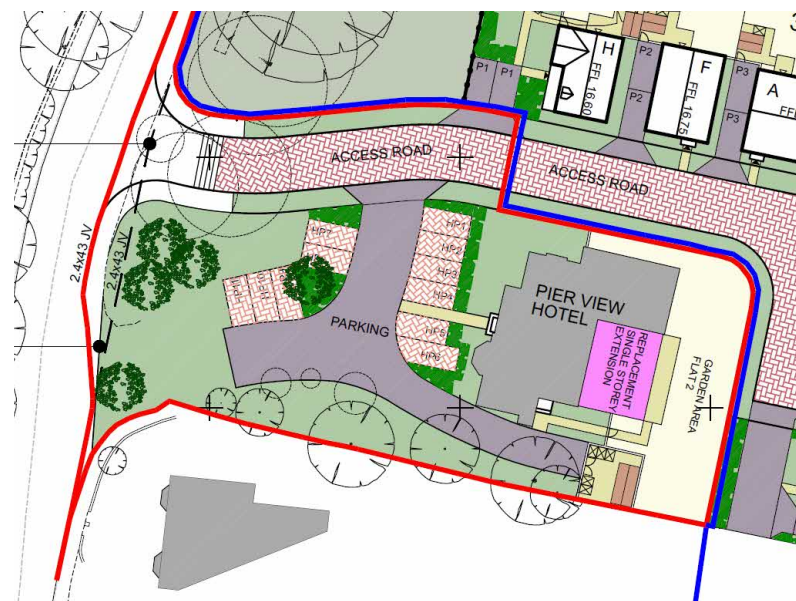 3
H
FFL 16.60
P1
P1
P2
P2
F
FFL 16.75
P3
P3
A
FFL
ACCESS ROAD
ACCESS ROAD
2.4x43 JV
2.4x43 JV
HP7
HP1
HP2
HP3
HP4
HP5
HP6
PARKING
PIER VIEW
HOTEL
REPLACEMENT
SINGLE STOREY
EXTENSION
GARDEN AREA
FLAT 2